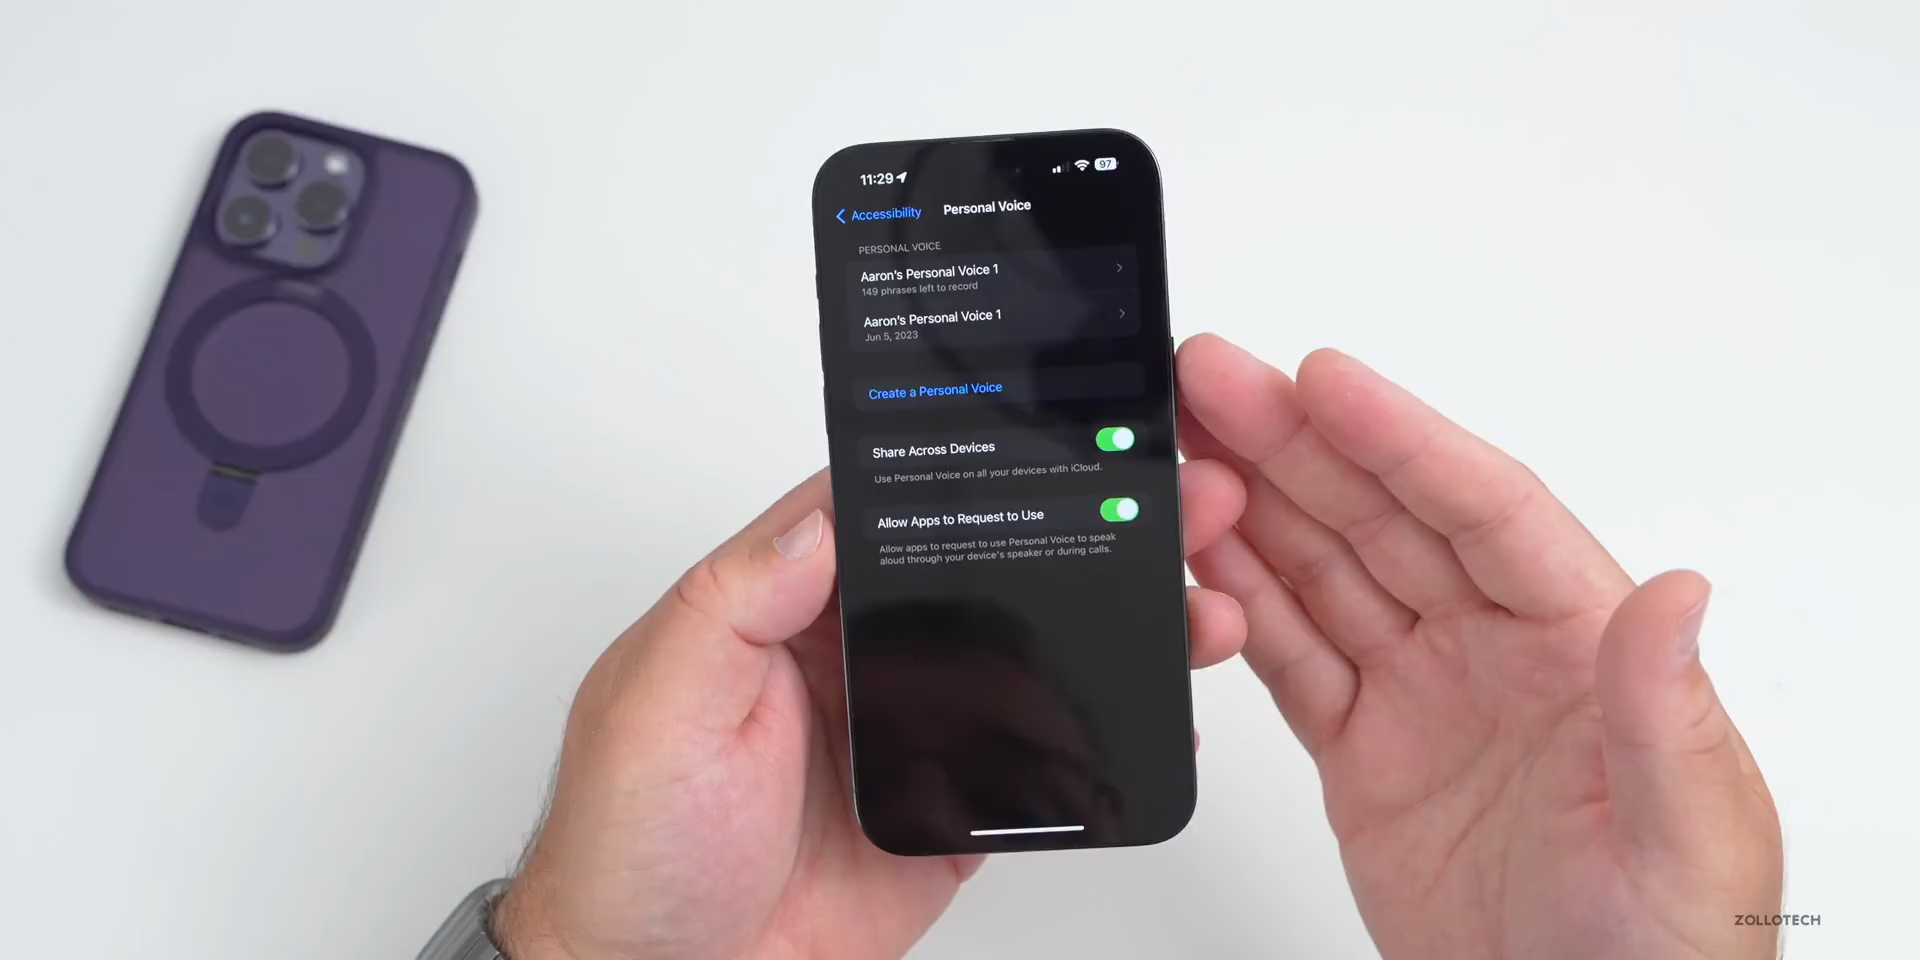 11:29
97
Accessibility
Personal Voice
PERSONAL VOICE
Aaron's Personal Voice 1
149 phrases left to record
Aaron's Personal Voice 1
Jun 5, 2023
Create a Personal Voice
Share Across Devices
Use Personal Voice on all your devices with iCloud.
Allow Apps to Request to Use
Allow apps to request to use Personal Voice to speak
aloud through your device's speaker or during calls.
ZOLLOTECH